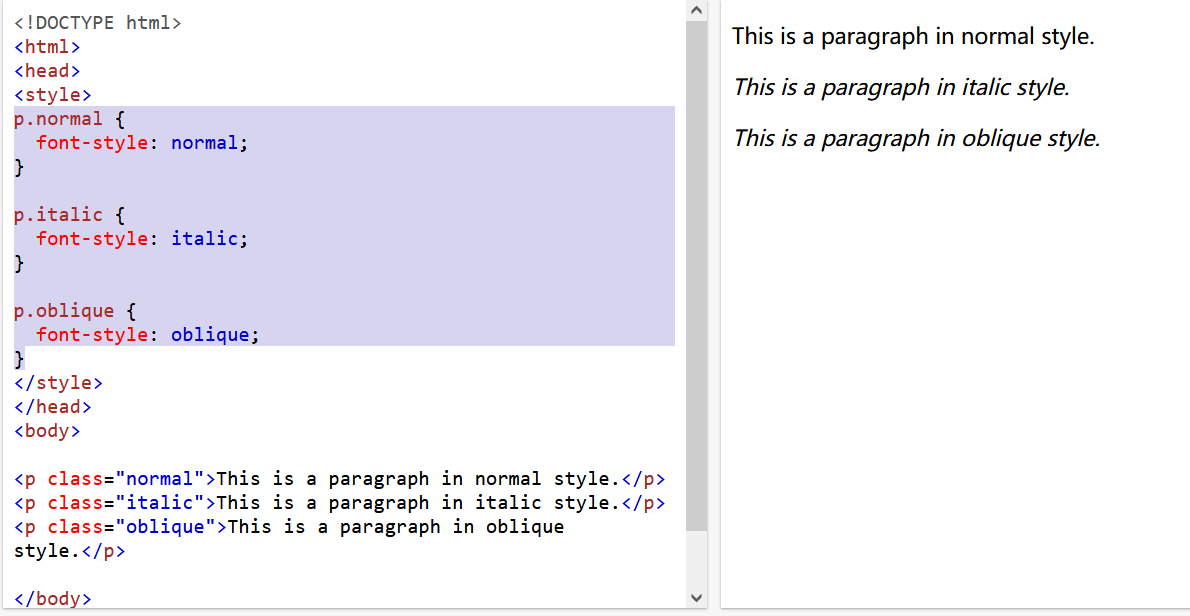 <!DOCTYPE html>
<html>
<head>
<style>
p.normal {
  font-style: normal;
}

p.italic {
  font-style: italic;
}

p.oblique {
  font-style: oblique;
}
</style>
</head>
<body>

<p class="normal">This is a paragraph in normal style.</p>
<p class="italic">This is a paragraph in italic style.</p>
<p class="oblique">This is a paragraph in oblique
style.</p>

</body>
This is a paragraph in normal style.
This is a paragraph in italic style.
This is a paragraph in oblique style.